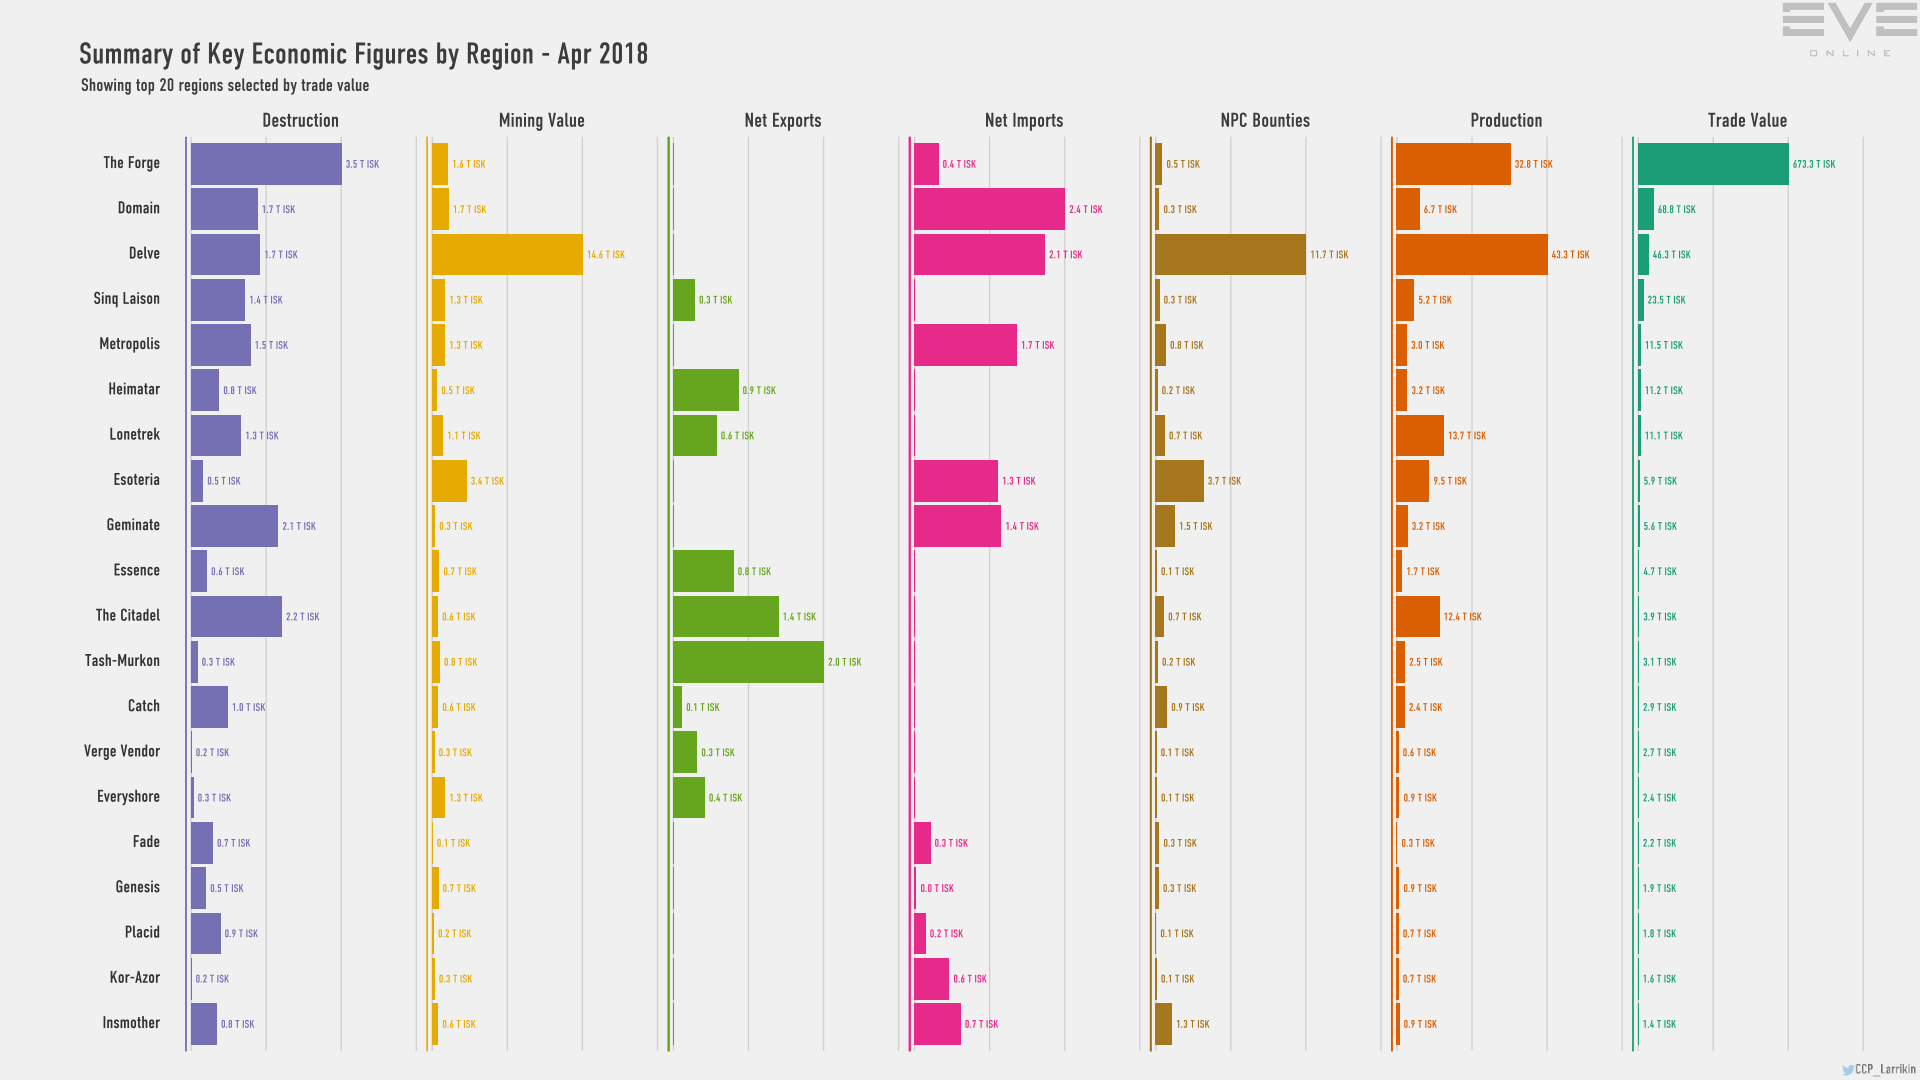 EVE
ONLINE
Summary of Key Economic Figures by Region - Apr 2018
Showing top 20 regions selected by trade value
Destruction Mining Value Net Exports Net Imports NPC Bounties Production Trade Value
The Forge 3.5 T ISK 1.6 T ISK 0.4 T ISK 0.5 T ISK 32.8 T ISK 673.3 T ISK
Domain 1.7 T ISK 1.7 T ISK 2.4 T ISK 0.3 T ISK 6.7 T ISK 68.8 T ISK
Delve 1.7 T ISK 14.6 T ISK 2.1 T ISK 11.7 T ISK 43.3 T ISK 46.3 T ISK
Sinq Laison 1.4 T ISK 1.3 T ISK 0.3 T ISK 0.3 T ISK 5.2 T ISK 23.5 T ISK
Metropolis 1.5 T ISK 1.3 T ISK 1.7 T ISK 0.8 T ISK 3.0 T ISK 11.5 T ISK
Heimatar 0.8 T ISK 0.5 T ISK 0.9 T ISK 0.2 T ISK 3.2 T ISK 11.2 T ISK
Lonetrek 1.3 T ISK 1.1 T ISK 0.6 T ISK 0.7 T ISK 13.7 T ISK 11.1 T ISK
Esoteria 0.5 T ISK 3.4 T ISK 1.3 T ISK 3.7 T ISK 9.5 T ISK 5.9 T ISK
Geminate 2.1 T ISK 0.3 T ISK 1.4 T ISK 1.5 T ISK 3.2 T ISK 5.6 T ISK
Essence 0.6 T ISK 0.7 T ISK 0.8 T ISK 0.1 T ISK 1.7 T ISK 4.7 T ISK
The Citadel 2.2 T ISK 0.6 T ISK 1.4 T ISK 0.7 T ISK 12.4 T ISK 3.9 T ISK
Tash-Murkon 0.3 T ISK 0.8 T ISK 2.0 T ISK 0.2 T ISK 2.5 T ISK 3.1 T ISK
Catch 1.0 T ISK 0.6 T ISK 0.1 T ISK 0.9 T ISK 2.4 T ISK 2.9 T ISK
Verge Vendor 0.2 T ISK 0.3 T ISK 0.3 T ISK 0.1 T ISK 0.6 T ISK 2.7 T ISK
Everyshore 0.3 T ISK 1.3 T ISK 0.4 T ISK 0.1 T ISK 0.9 T ISK 2.4 T ISK
Fade 0.7 T ISK 0.1 T ISK 0.3 T ISK 0.3 T ISK 0.3 T ISK 2.2 T ISK
Genesis 0.5 T ISK 0.7 T ISK 0.0 T ISK 0.3 T ISK 0.9 T ISK 1.9 T ISK
Placid 0.9 T ISK 0.2 T ISK 0.2 T ISK 0.1 T ISK 0.7 T ISK 1.8 T ISK
Kor-Azor 0.2 T ISK 0.3 T ISK 0.6 T ISK 0.1 T ISK 0.7 T ISK 1.6 T ISK
Insmother 0.8 T ISK 0.6 T ISK 0.7 T ISK 1.3 T ISK 0.9 T ISK 1.4 T ISK
CCP_Larrikin